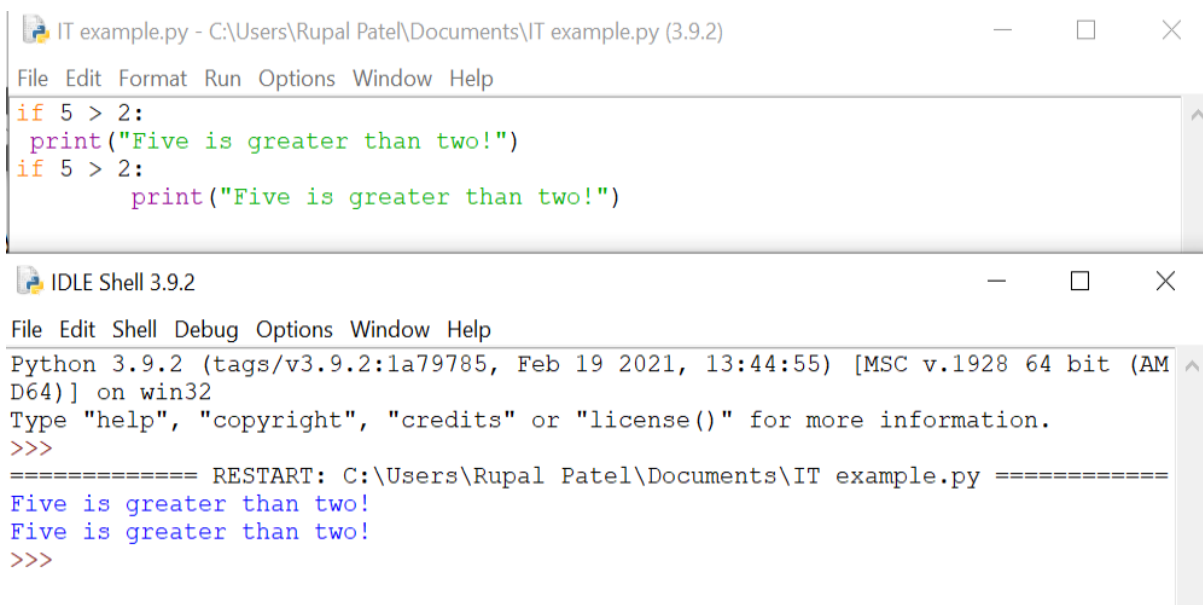 IT example.py - C:\Users\Rupal Patel\Documents\IT example.py (3.9.2)
File Edit Format Run Options Window Help
if 5 > 2:
 print("Five is greater than two!")
if 5 > 2:
        print("Five is greater than two!")
IDLE Shell 3.9.2
File Edit Shell Debug Options Window Help
Python 3.9.2 (tags/v3.9.2:1a79785, Feb 19 2021, 13:44:55) [MSC v.1928 64 bit (AM
D64)] on win32
Type "help", "copyright", "credits" or "license()" for more information.
>>>
============= RESTART: C:\Users\Rupal Patel\Documents\IT example.py ============
Five is greater than two!
Five is greater than two!
>>>